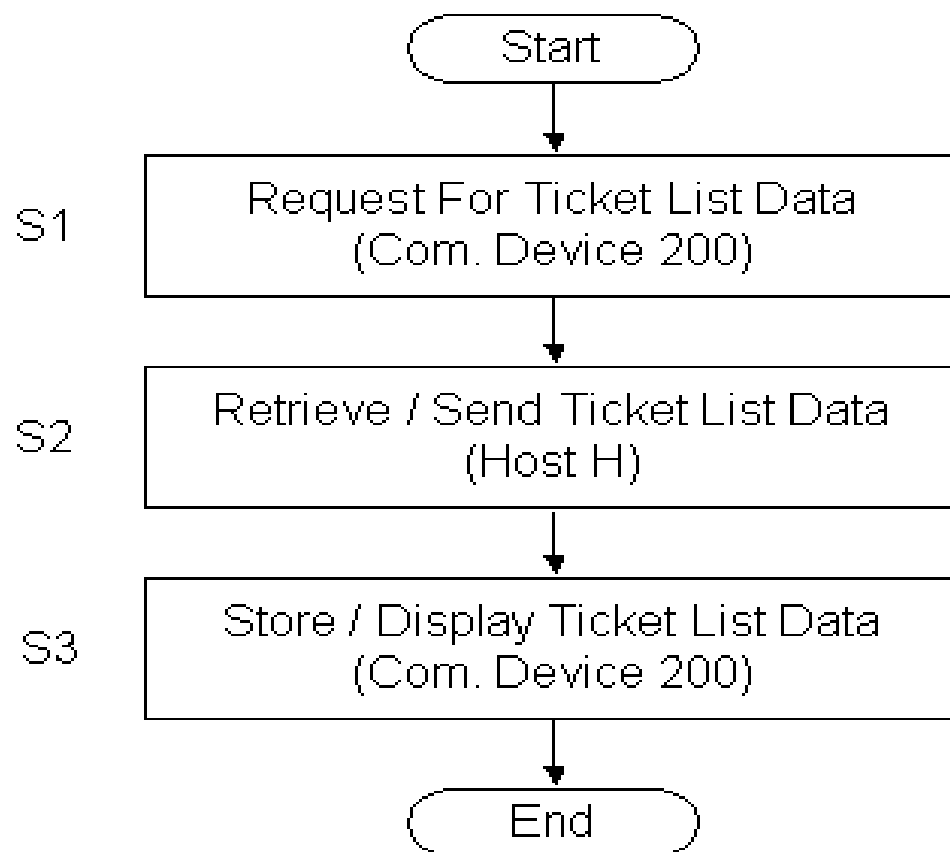 Start
S1
Request For Ticket List Data
(Com. Device 200)
S2
Retrieve / Send Ticket List Data
(Host H)
S3
Store / Display Ticket List Data
(Com. Device 200)
End